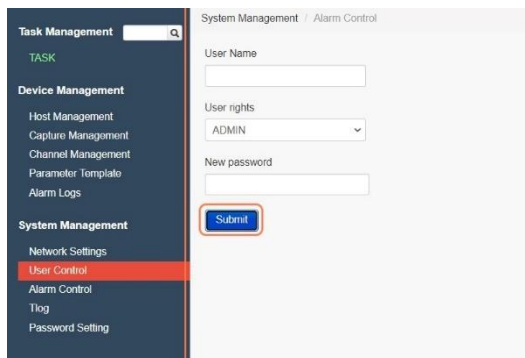 Task Management
TASK
Device Management
Host Management
Capture Management
Channel Management
Parameter Template
Alarm Logs
System Management
Network Settings
User Control
Alarm Control
Tlog
Password Setting
System Management / Alarm Control
User Name
User rights
ADMIN
New password
Submit